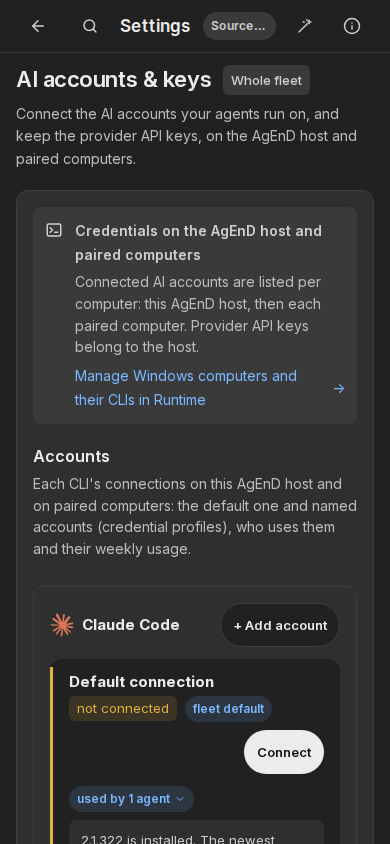 Settings
Source...
AI accounts & keys
Whole fleet
Connect the AI accounts your agents run on, and
keep the provider API keys, on the AgEnD host and
paired computers.
Credentials on the AgEnD host and
paired computers
Connected AI accounts are listed per
computer: this AgEnD host, then each
paired computer. Provider API keys
belong to the host.
Manage Windows computers and
their CLIs in Runtime
Accounts
Each CLI's connections on this AgEnD host and
on paired computers: the default one and named
accounts (credential profiles), who uses them
and their weekly usage.
Claude Code
+ Add account
Default connection
not connected
fleet default
Connect
used by 1 agent
2.1.322 is installed. The newest